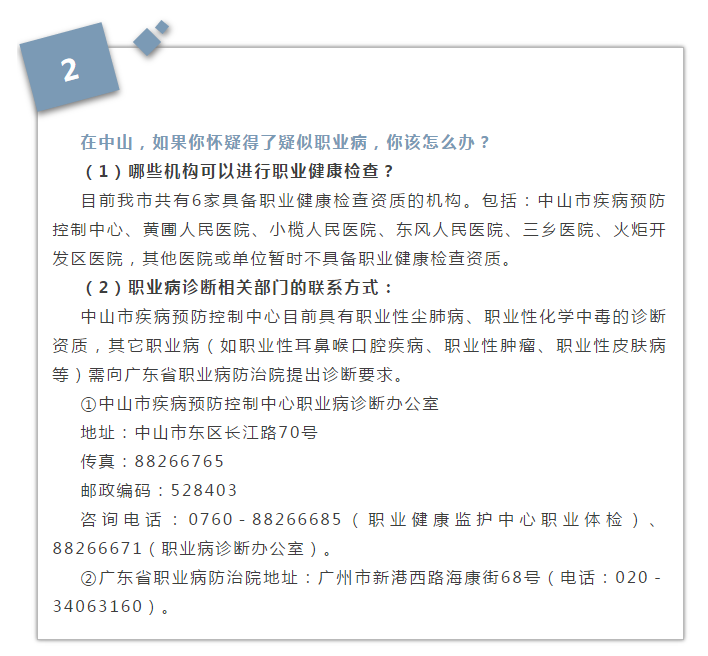 2
在中山，如果你怀疑得了疑似职业病，你该怎么办？
（1）哪些机构可以进行职业健康检查？
目前我市共有6家具备职业健康检查资质的机构。包括：中山市疾病预防
控制中心、黄圃人民医院、小榄人民医院、东风人民医院、三乡医院、火炬开
发区医院，其他医院或单位暂时不具备职业健康检查资质。
（2）职业病诊断相关部门的联系方式：
中山市疾病预防控制中心目前具有职业性尘肺病、职业性化学中毒的诊断
资质，其它职业病（如职业性耳鼻喉口腔疾病、职业性肿瘤、职业性皮肤病
等）需向广东省职业病防治院提出诊断要求。
①中山市疾病预防控制中心职业病诊断办公室
地址：中山市东区长江路70号
传真：88266765
邮政编码：528403
咨询电话：0760-88266685（职业健康监护中心职业体检）、
88266671（职业病诊断办公室）。
②广东省职业病防治院地址：广州市新港西路海康街68号（电话：020-
34063160）。